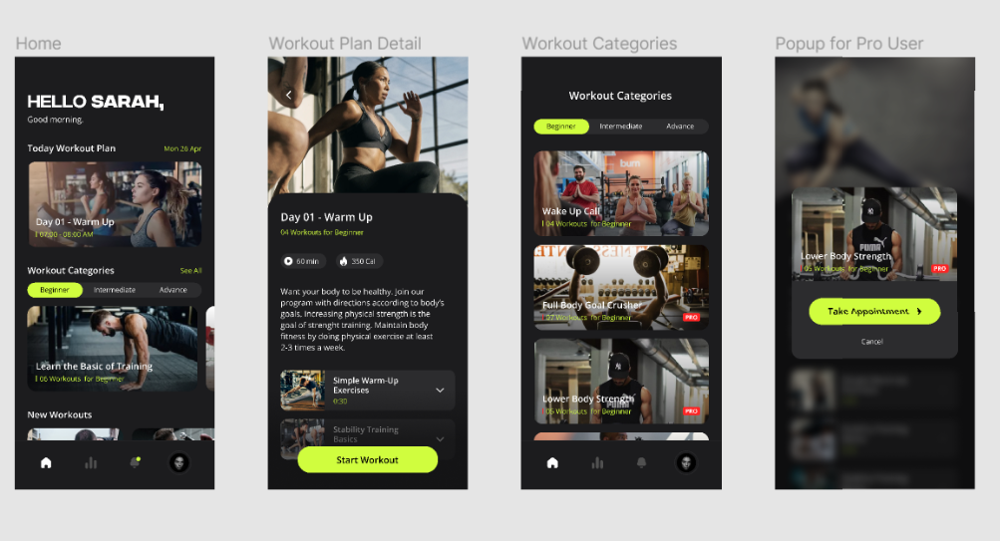 Home
HELLO SARAH,
Good morning.
Today Workout Plan
Mon 26 Apr
Day 01 - Warm Up
07:00 - 08:00 AM
Workout Categories
See All
Beginner
Intermediate
Advance
Learn the Basic of Training
06 Workouts for Beginner
New Workouts
Workout Plan Detail
Day 01 - Warm Up
04 Workouts for Beginner
60 min
350 Cal
Want your body to be healthy. Join our
program with directions according to body's
goals. Increasing physical strength is the
goal of strenght training. Maintain body
fitness by doing physical exercise at least
2-3 times a week.
Simple Warm-Up
Exercises
0:30
Stability Training
Basics
Start Workout
Workout Categories
Workout Categories
Beginner
Intermediate
Advance
burn
Wake Up Call
04 Workouts for Beginner
Full Body Goal Crusher
07 Workouts for Beginner
PRO
Lower Body Strength
05 Workouts for Beginner
PRO
Popup for Pro User
PUMA
Lower Body Strength
05 Workouts for Beginner
PRO
Take Appointment
Cancel